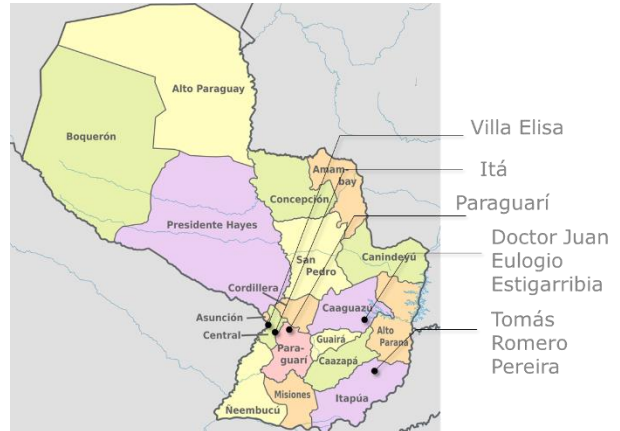 Alto Paraguay
Boquerón
Villa Elisa
Amam-
bay
Itá
Concepción
Paraguarí
Presidente Hayes
Doctor Juan
Eulogio
Estigarribia
San
Pedro
Canindeyú
Cordillera
Caaguazú
Asunción
Central
Tomás
Romero
Pereira
Guairá
Alto
Paraná
Para-
guarí
Caazapá
Misiones
Itapúa
Ñeembucú